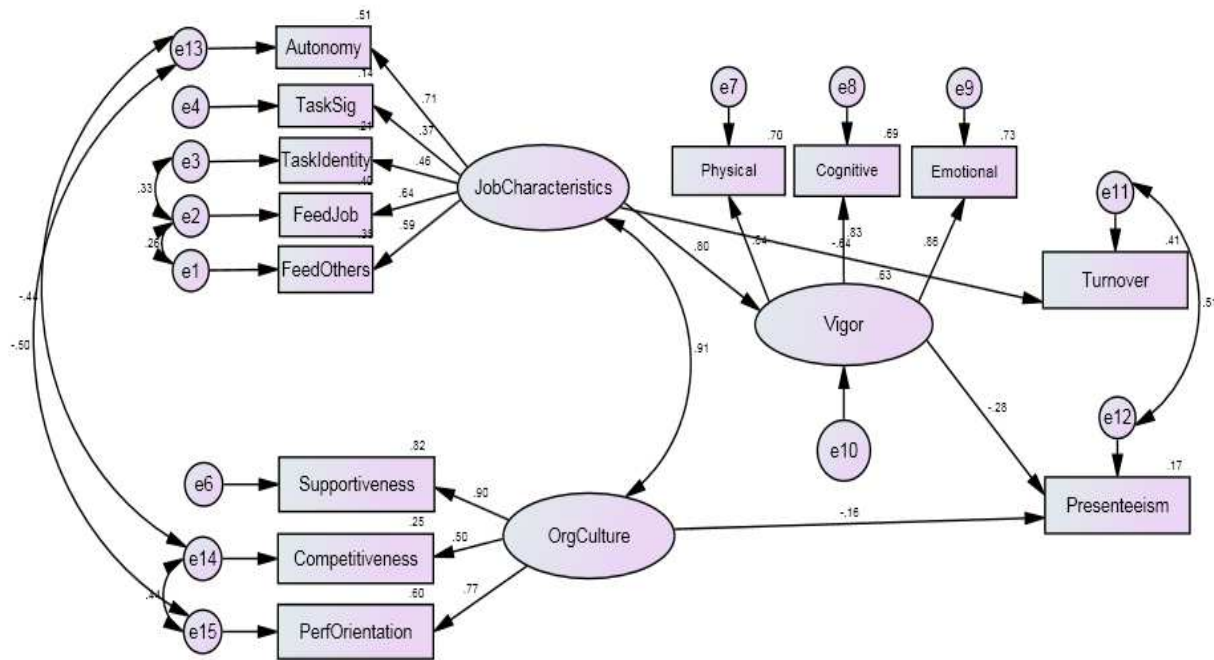 .51
e13
Autonomy
.14
e4
TaskSig
.71
.37
.21
e3
TaskIdentity
.46
.40
.33
e2
FeedJob
.64
.35
.26
e1
FeedOthers
.59
JobCharacteristics
e7
e8
e9
.70
.69
.73
Physical
Cognitive
Emotional
.80
.83
-.64
.86
.63
Vigor
e10
e11
.41
Turnover
.51
-.44
-.50
.91
-.28
e12
.17
Presenteeism
-.16
.82
e6
Supportiveness
.90
.25
e14
Competitiveness
.50
OrgCulture
.44
.60
e15
PerfOrientation
.77